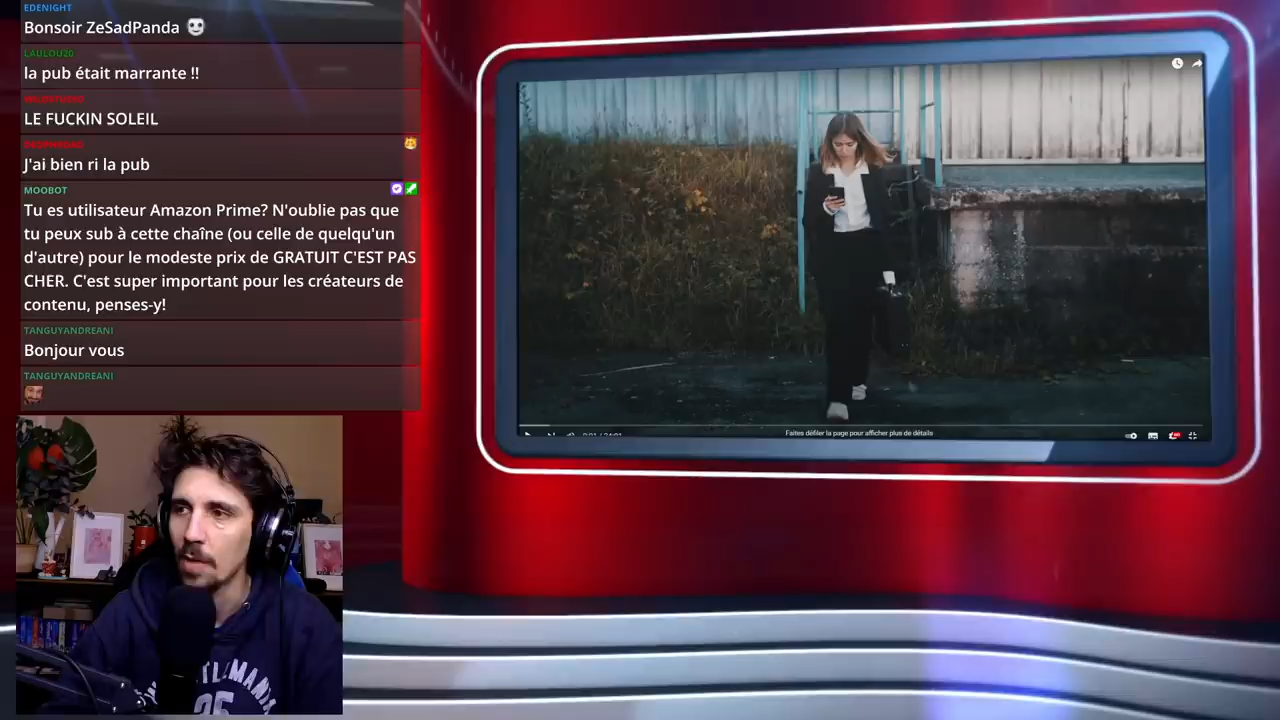 EDENIGHT
Bonsoir ZeSadPanda
LAULOU20
la pub était marrante !!
LE FUCKIN SOLEIL
J'ai bien ri la pub
MOOBOT
Tu es utilisateur Amazon Prime? N'oublie pas que
tu peux sub à cette chaîne (ou celle de quelqu'un
d'autre) pour le modeste prix de GRATUIT C'EST PAS
CHER. C'est super important pour les créateurs de
contenu, penses-y!
TANGUYANDREANI
Bonjour vous
TANGUYANDREANI
Faites défiler la page pour afficher plus de détails